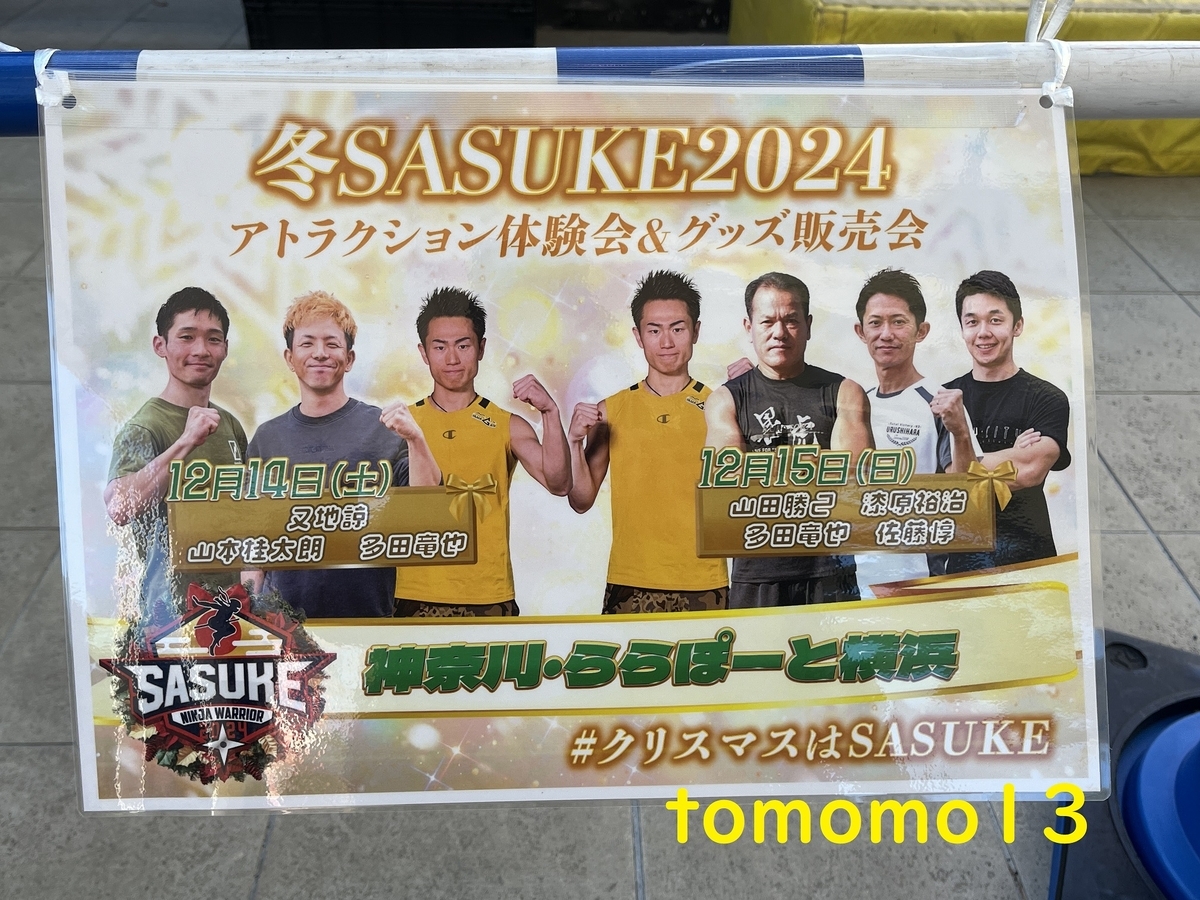 冬SASUKE2024
アトラクション体験会&グッズ販売会
URUSHIHARA
12月14日(土)
又地諒
山本桂太朗 多田竜也
12月15日(日)
山田勝己 漆原裕治
多田竜也 佐藤惇
神奈川・ららぽーと横浜
SASUKE
NINJA WARRIOR
2024
#クリスマスはSASUKE
tomomo13